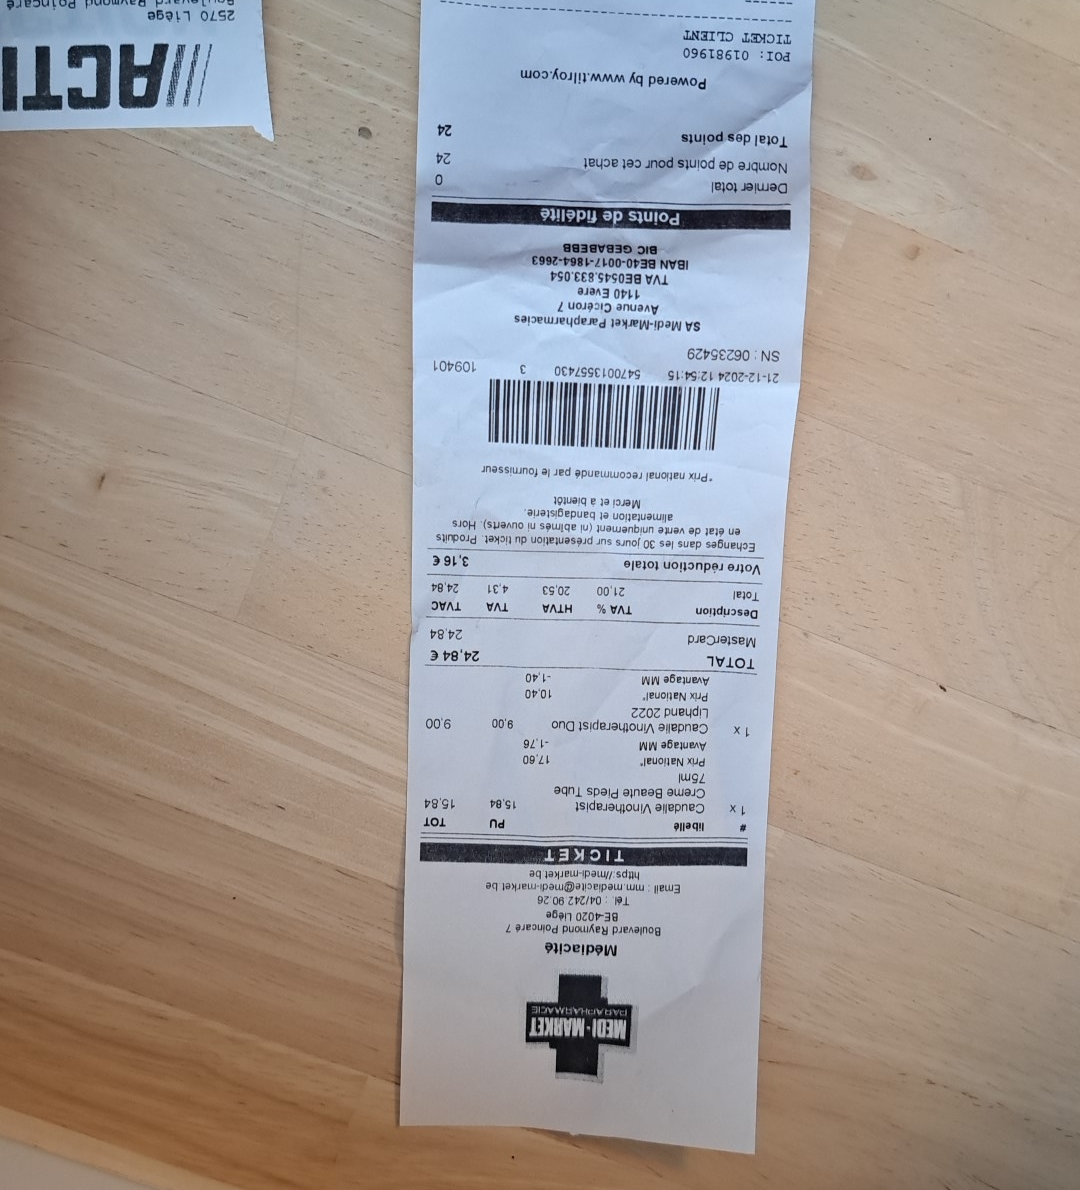 MEDI-MARKET
PARAPHARMACIE
Médiacité
Boulevard Raymond Poincaré 7
BE-4020 Liège
Tél. : 04/242 90 26
Email : mm.mediacite@medi-market.be
https://medi-market.be
TICKET
# libellé PU TOT
1 x Caudalie Vinotherapist 15,84 15,84
Creme Beaute Pieds Tube
75ml
Prix National* 17,60
Avantage MM -1,76
1 x Caudalie Vinotherapist Duo 9,00 9,00
Liphand 2022
Prix National* 10,40
Avantage MM -1,40
TOTAL 24,84 €
MasterCard 24,84
Description TVA % HTVA TVA TVAC
Total 21,00 20,53 4,31 24,84
Votre réduction totale 3,16 €
Echanges dans les 30 jours sur présentation du ticket. Produits
en état de vente uniquement (ni abîmés ni ouverts). Hors
alimentation et bandagisterie.
Merci et a bientôt
*Prix national recommandé par le fournisseur
21-12-2024 12:54:15 5470013557430 3 109401
SN : 06235429
SA Medi-Market Parapharmacies
Avenue Cicéron 7
1140 Evere
TVA BE0545.833.054
IBAN BE40-0017-1864-2663
BIC GEBABEBB
Points de fidélité
Dernier total 0
Nombre de points pour cet achat 24
Total des points 24
Powered by www.tilroy.com
POI: 01981960
TICKET CLIENT
///ACTI
2570 Liège
Boulevard Raymond Poincaré